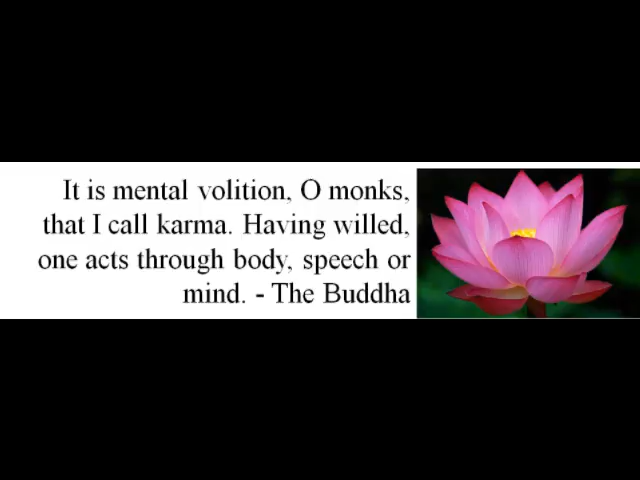 It is mental volition, O monks,
that I call karma. Having willed,
one acts through body, speech or
mind. - The Buddha